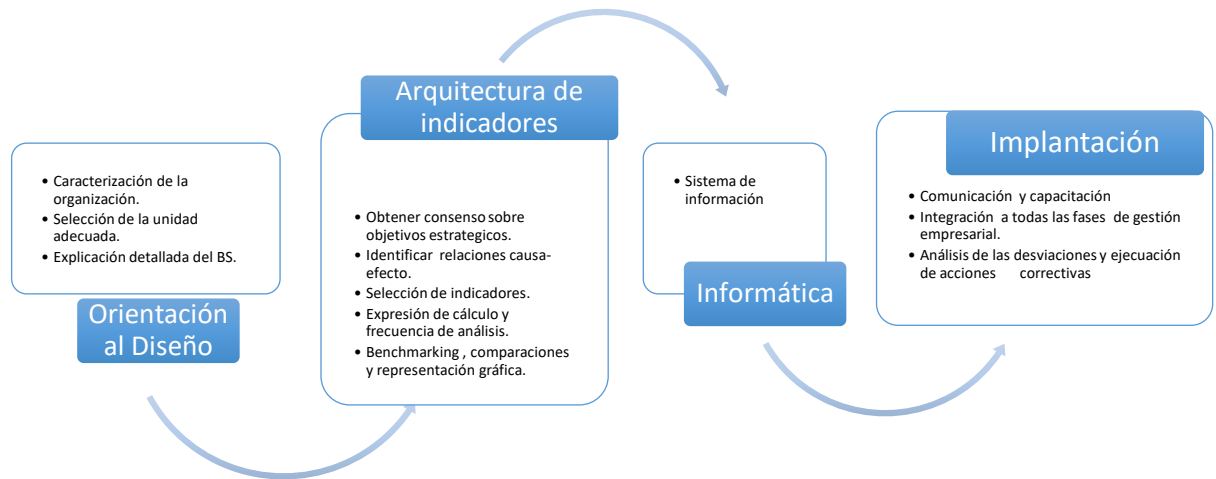 • Caracterización de la
organización.
• Selección de la unidad
adecuada.
• Explicación detallada del BS.
Orientación
al Diseño
Arquitectura de
indicadores
• Obtener consenso sobre
objetivos estrategicos.
• Identificar relaciones causa-
efecto.
• Selección de indicadores.
• Expresión de cálculo y
frecuencia de análisis.
• Benchmarking , comparaciones
y representación gráfica.
• Sistema de
información
Informática
Implantación
• Comunicación y capacitación
• Integración a todas las fases de gestión
empresarial.
• Análisis de las desviaciones y ejecución
de acciones correctivas